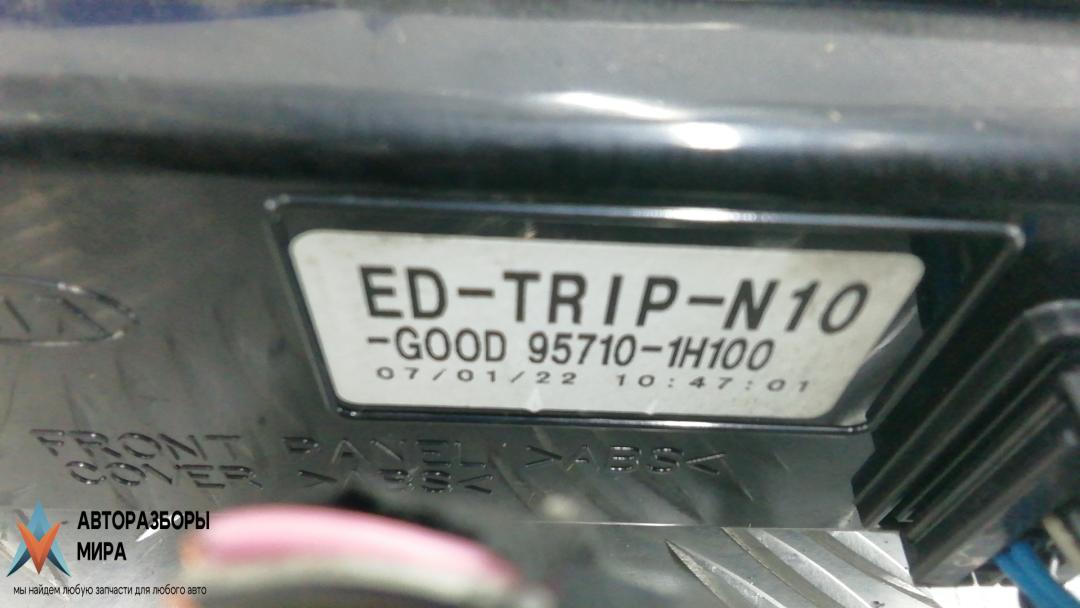 ED-TRIP-N10
-GOOD 95710-1H100
07/01/22 10:47:01
FRONT PANEL >ABS<
COVER >ABS<
АВТОРАЗБОРЫ
МИРА
мы найдем любую запчасти для любого авто